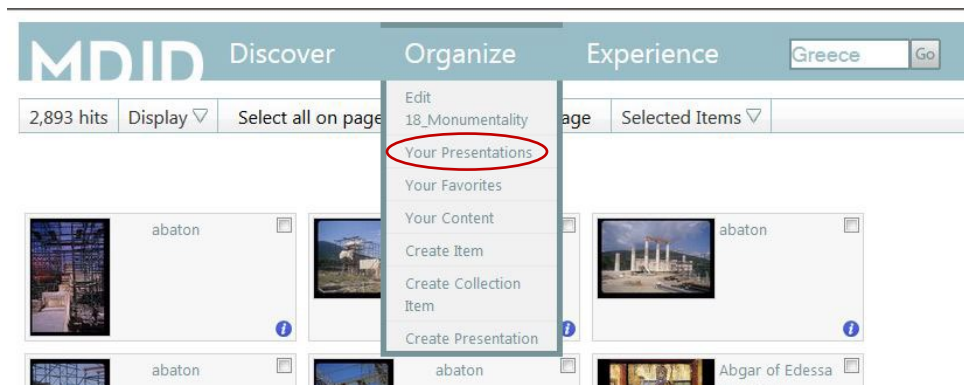 MDID Discover Organize Experience Greece Go
2,893 hits Display Select all on page age Selected Items
Edit
18_Monumentality
Your Presentations
Your Favorites
Your Content
Create Item
Create Collection
Item
Create Presentation
abaton abaton
abaton abaton Abgar of Edessa